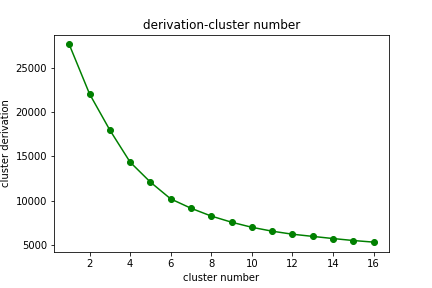 derivation-cluster number
cluster derivation
25000
20000
15000
10000
5000
2 4 6 8 10 12 14 16
cluster number